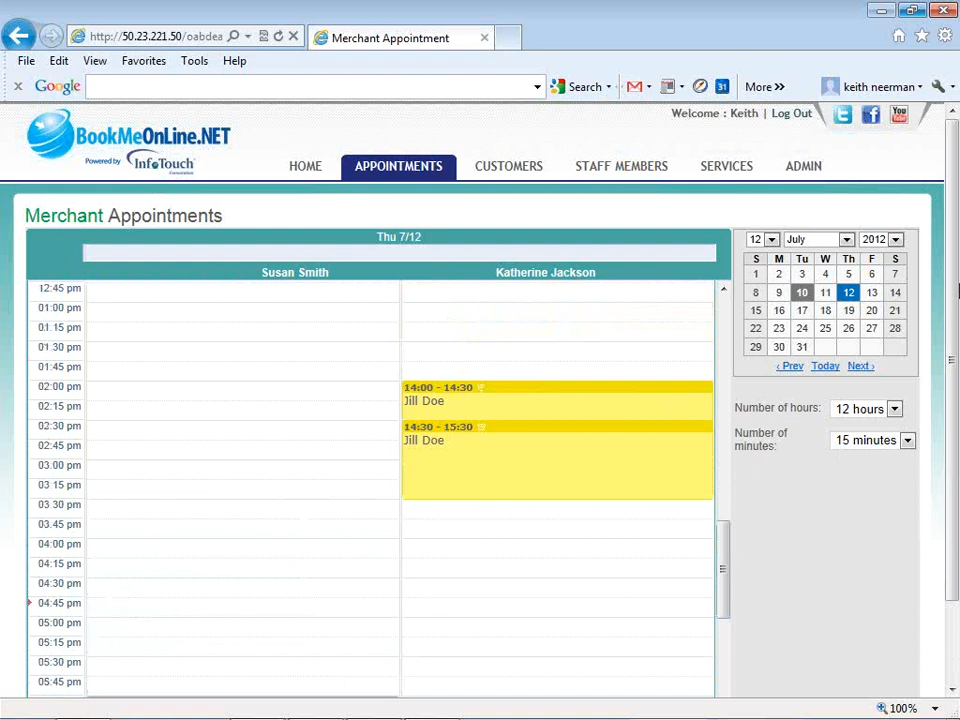 http://50.23.221.50/oabdea
Merchant Appointment
File Edit View Favorites Tools Help
Google Search 31 More » keith neerman
Welcome : Keith | Log Out
You Tube
BookMeOnLine.NET
Powered by InfoTouch Corporation
HOME APPOINTMENTS CUSTOMERS STAFF MEMBERS SERVICES ADMIN
Merchant Appointments
Thu 7/12
Susan Smith Katherine Jackson
12:45 pm
01:00 pm
01:15 pm
01:30 pm
01:45 pm
02:00 pm
02:15 pm
02:30 pm
02:45 pm
03:00 pm
03:15 pm
03:30 pm
03:45 pm
04:00 pm
04:15 pm
04:30 pm
04:45 pm
05:00 pm
05:15 pm
05:30 pm
05:45 pm
14:00 - 14:30
Jill Doe
14:30 - 15:30
Jill Doe
12 July 2012
S M Tu W Th F S
1 2 3 4 5 6 7
8 9 10 11 12 13 14
15 16 17 18 19 20 21
22 23 24 25 26 27 28
29 30 31
‹ Prev Today Next ›
Number of hours: 12 hours
Number of
minutes: 15 minutes
100%